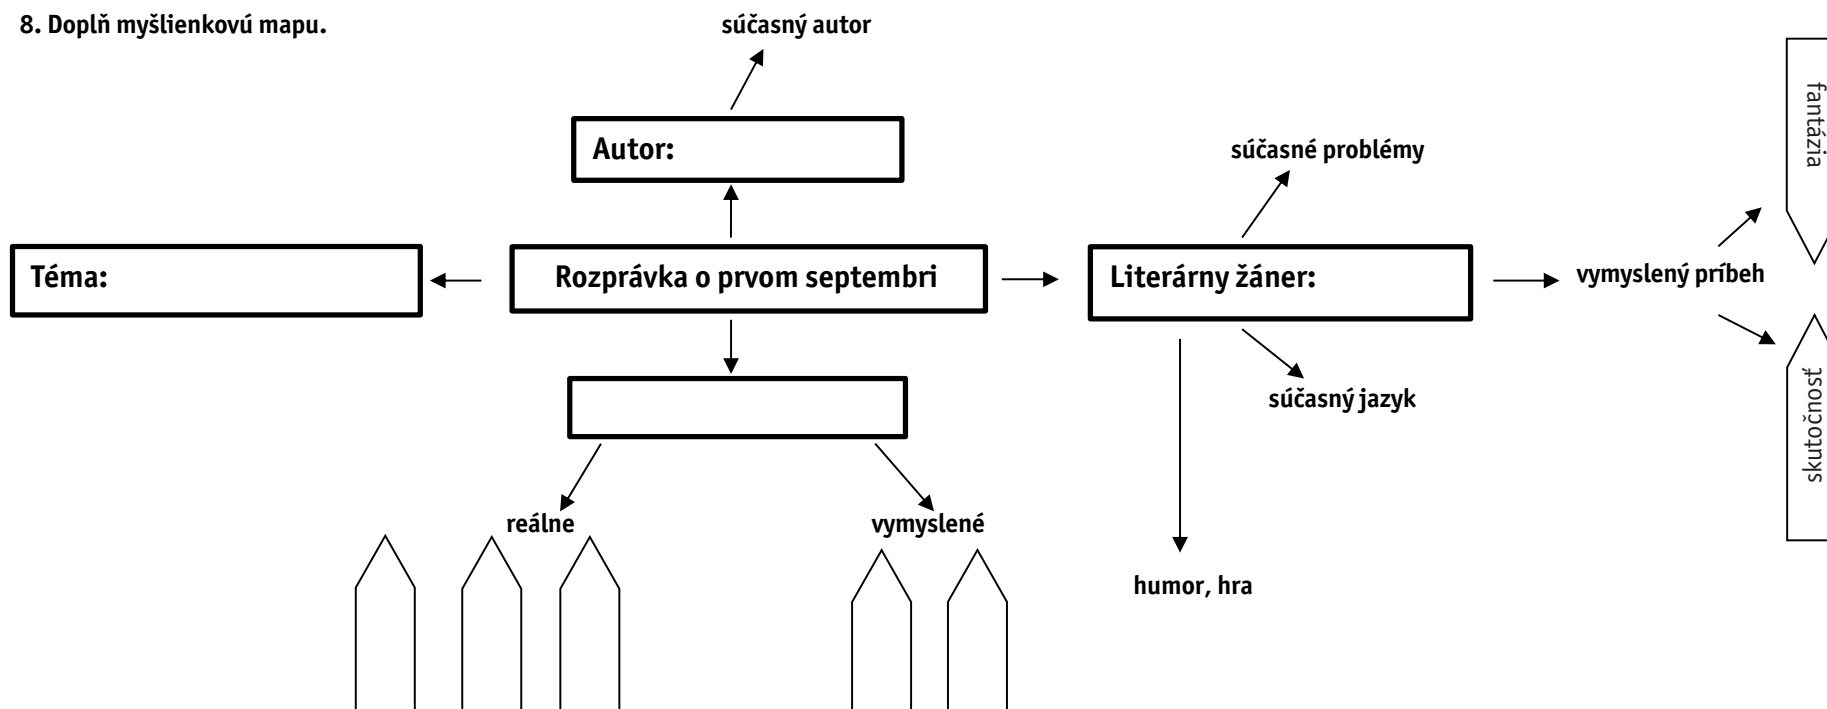 8. Doplň myšlienkovú mapu.
súčasný autor
Autor:
súčasné problémy
fantázia
Téma:
Rozprávka o prvom septembri
Literárny žáner:
vymyslený príbeh
súčasný jazyk
skutočnosť
reálne
vymyslené
humor, hra